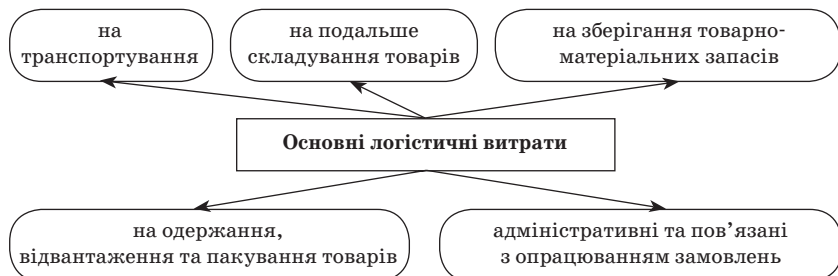 на
транспортування
на подальше
складування товарів
на зберігання товарно-
матеріальних запасів
Основні логістичні витрати
на одержання,
відвантаження та пакування товарів
адміністративні та пов’язані
з опрацюванням замовлень